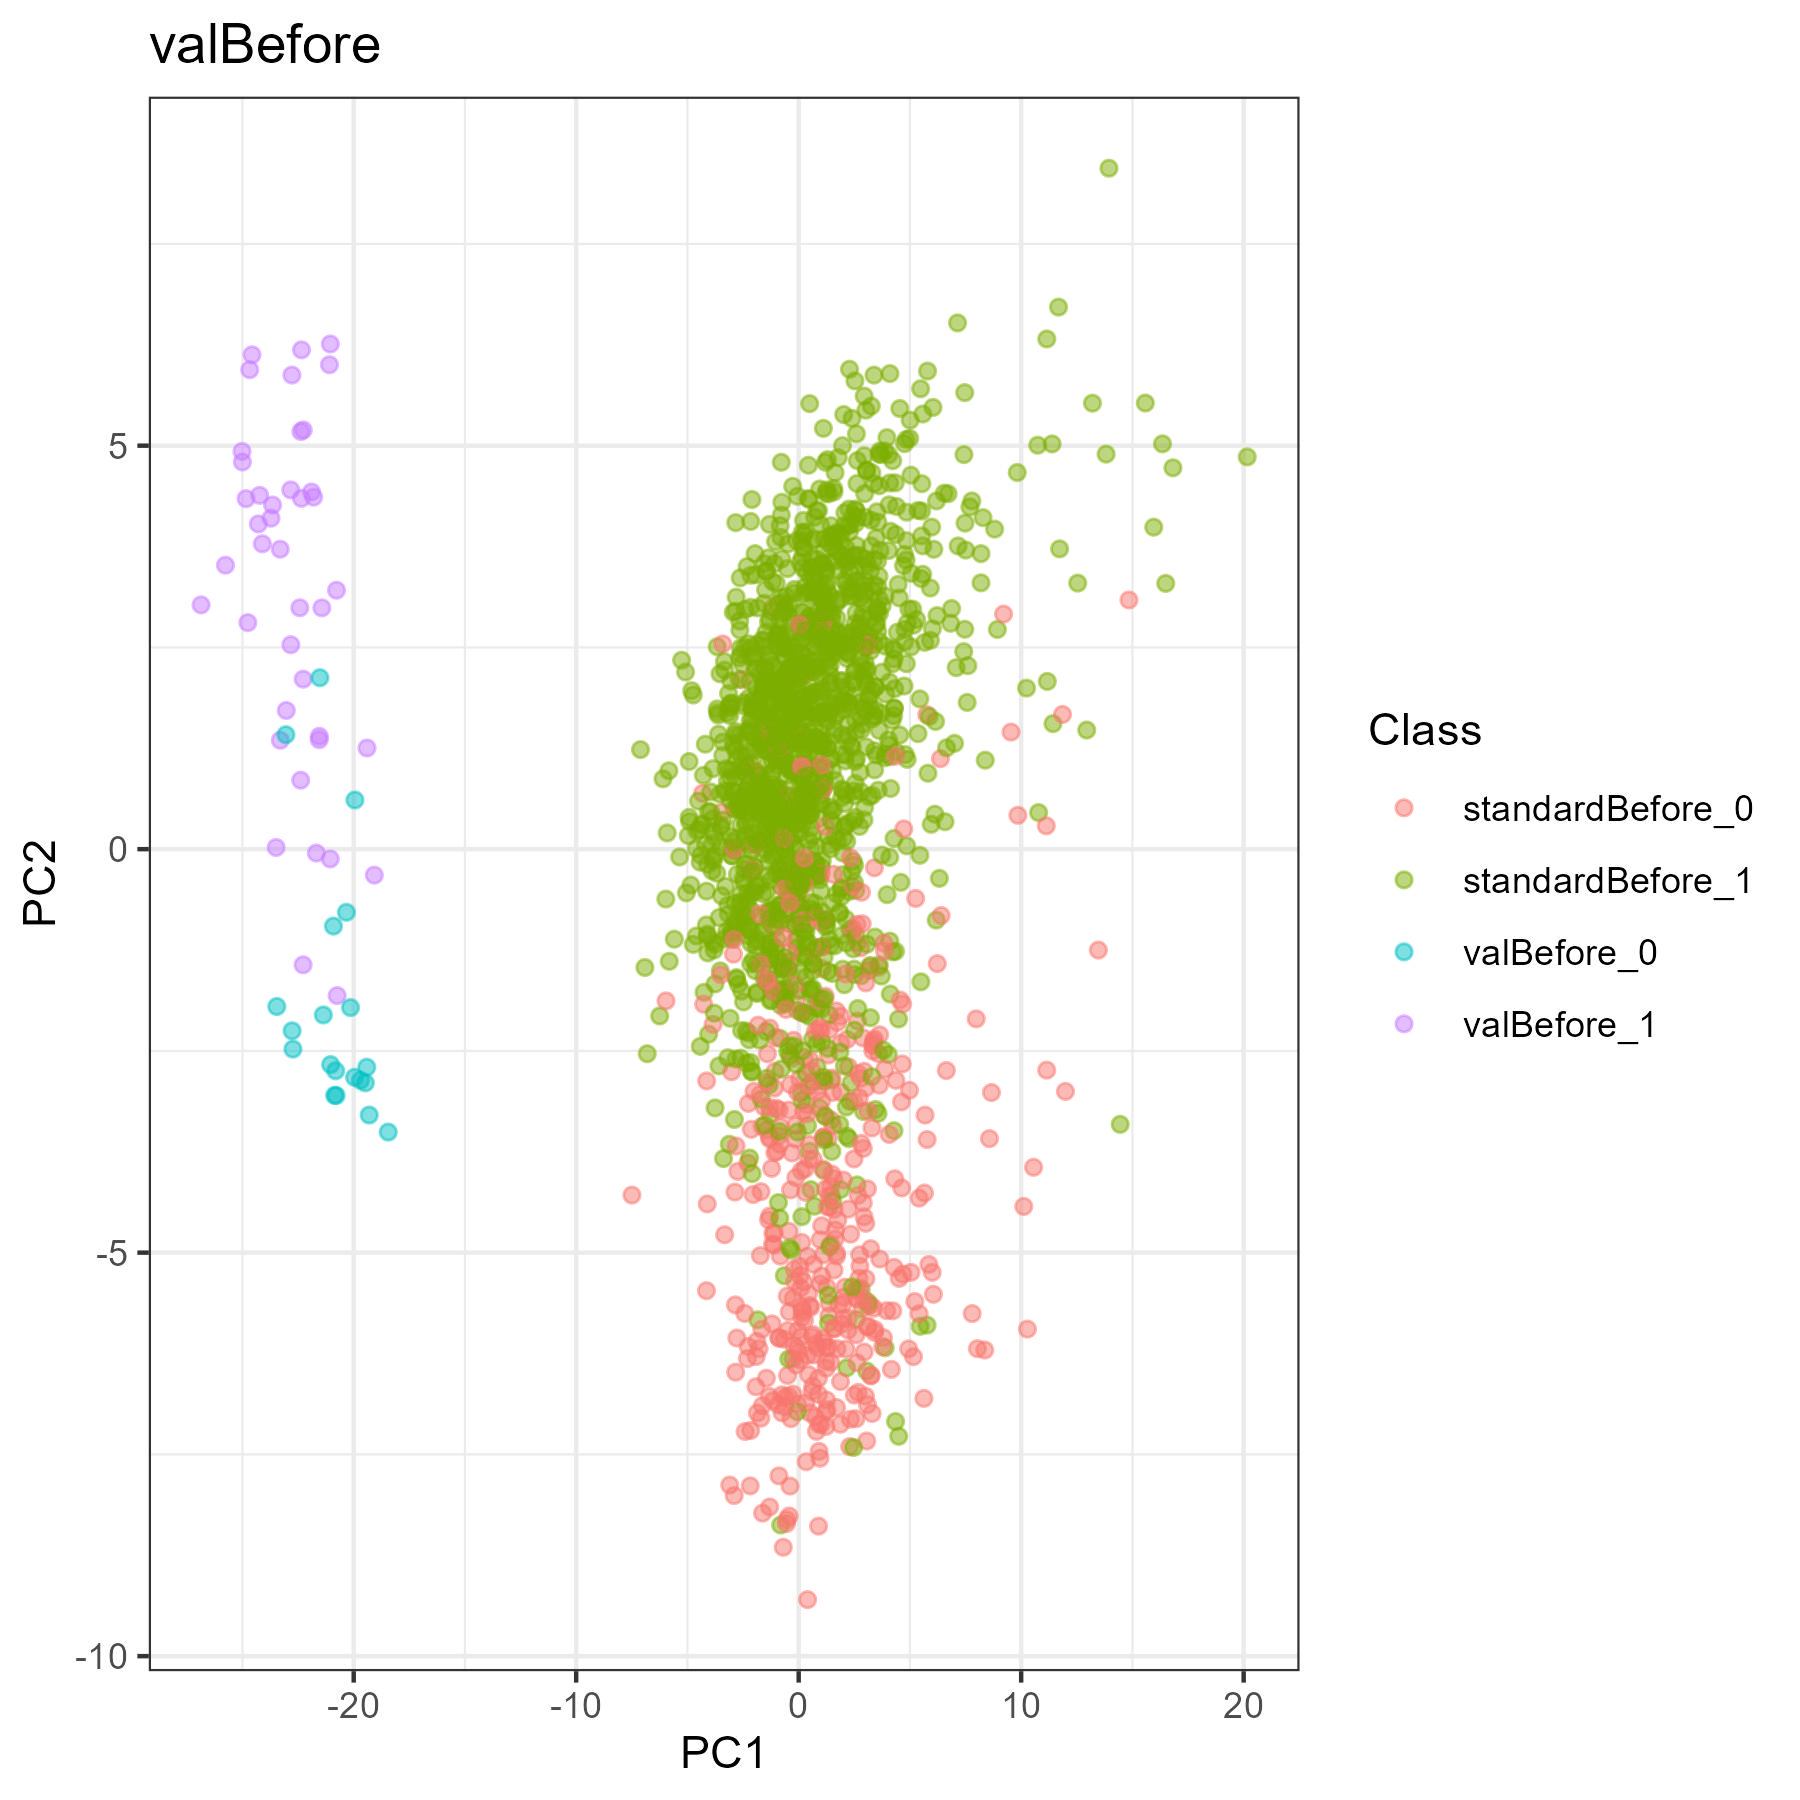 valBefore
5
0
-5
-10
PC2
-20 -10 0 10 20
PC1
Class
standardBefore_0
standardBefore_1
valBefore_0
valBefore_1